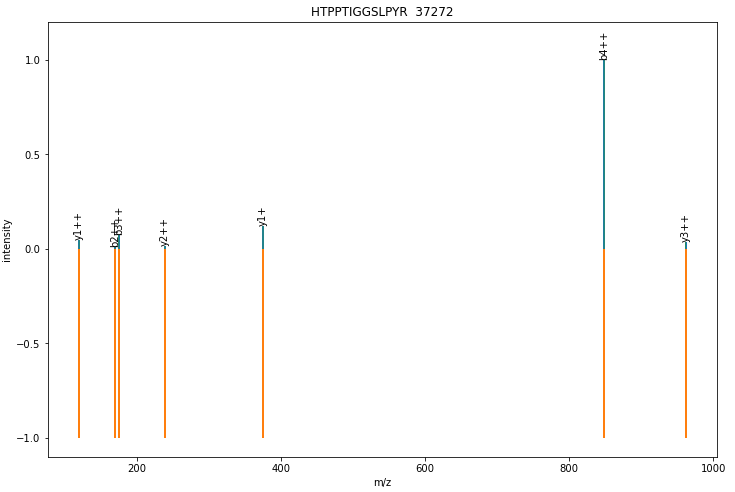 HTPPTIGGSLPYR 37272
b4++
1.0
0.5
y1++
b2++
b3++
y2++
y1+
y3++
0.0
intensity
−0.5
−1.0
200
400
600
800
1000
m/z